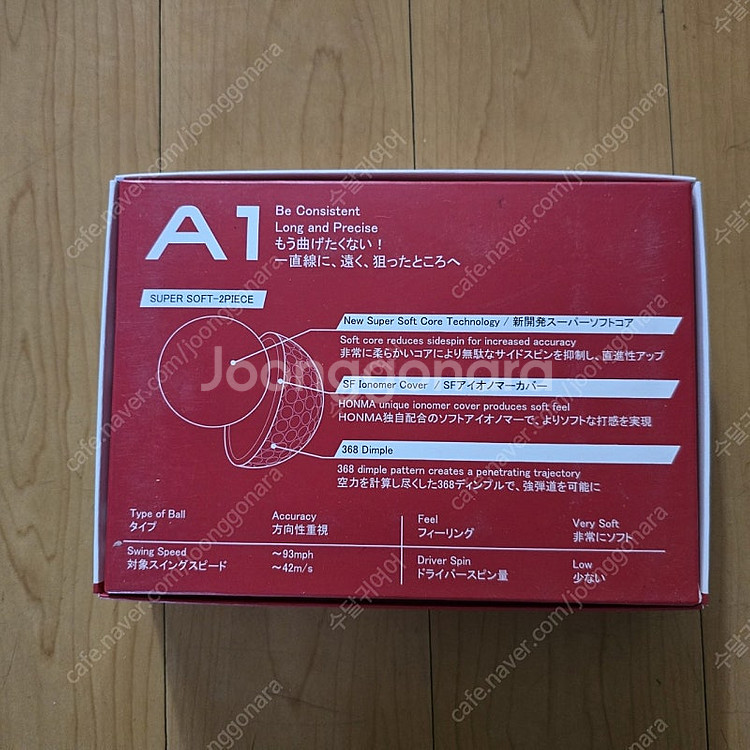 A1
Be Consistent
Long and Precise
もう曲げたくない!
一直線に、遠く、狙ったところへ
SUPER SOFT-2PIECE
New Super Soft Core Technology / 新開発スーパーソフトコア
Soft core reduces sidespin for increased accuracy
非常に柔らかいコアにより無駄なサイドスピンを抑制し、直進性アップ
SF Ionomer Cover / SFアイオノマーカバー
HONMA unique ionomer cover produces soft feel
HONMA独自配合のソフトアイオノマーで、よりソフトな打感を実現
368 Dimple
368 dimple pattern creates a penetrating trajectory
空力を計算し尽くした368ディンプルで、強弾道を可能に
Type of Ball
タイプ
Accuracy
方向性重視
Feel
フィーリング
Very Soft
非常にソフト
Swing Speed
対象スイングスピード
~93mph
~42m/s
Driver Spin
ドライバースピン量
Low
少ない
Joonggonara
cafe.naver.com/joonggonara
수달귀여어